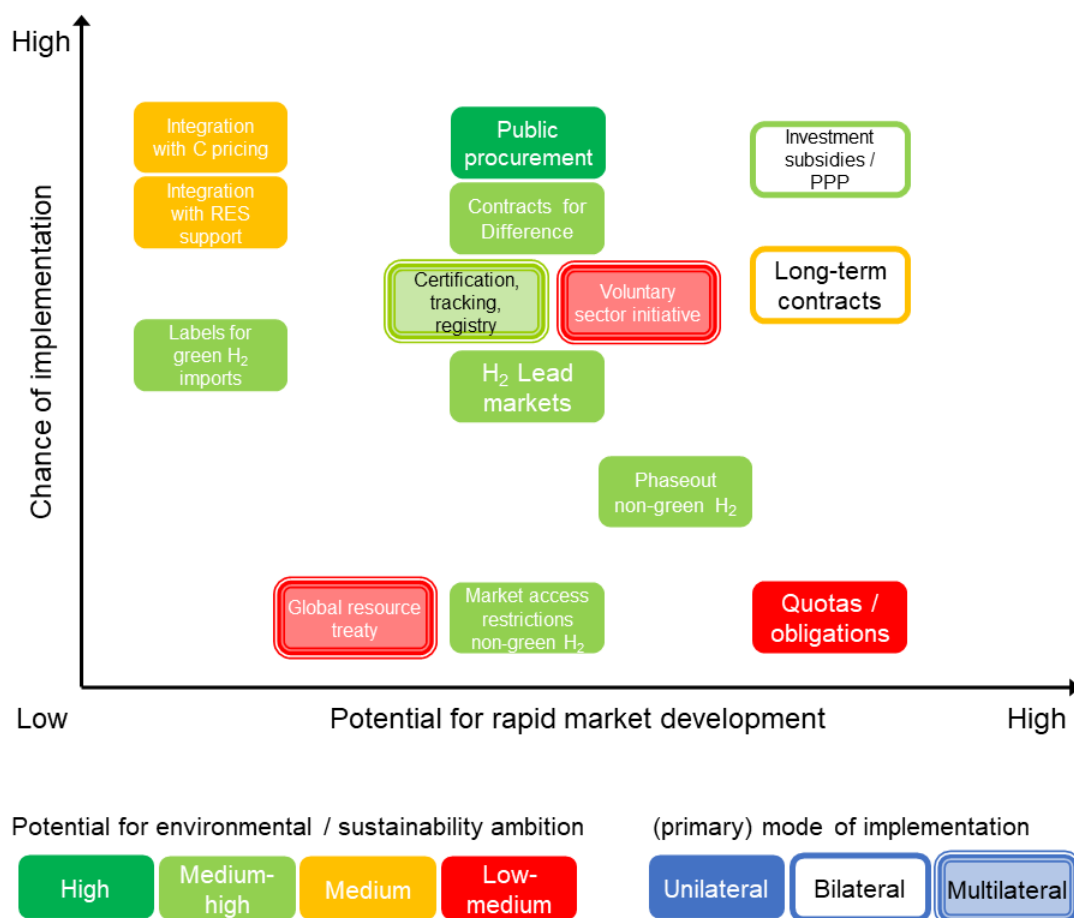 High
Chance of implementation
Integration
with C pricing
Public
procurement
Investment
subsidies /
PPP
Integration
with RES
support
Contracts for
Difference
Certification,
tracking,
registry
Voluntary
sector initiative
Long-term
contracts
Labels for
green H₂
imports
H₂ Lead
markets
Phaseout
non-green H₂
Global resource
treaty
Market access
restrictions
non-green H₂
Quotas /
obligations
Low
Potential for rapid market development
High
Potential for environmental / sustainability ambition
High
Medium-
high
Medium
Low-
medium
(primary) mode of implementation
Unilateral
Bilateral
Multilateral